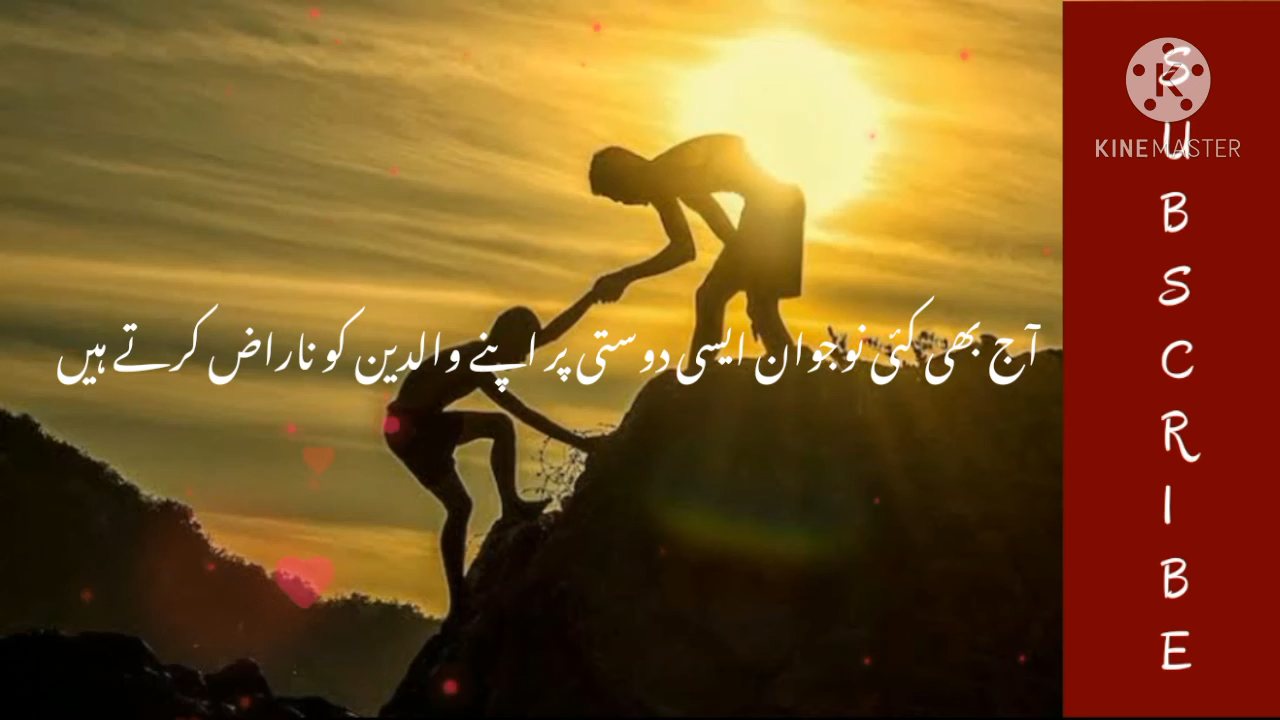 آج بھی کئی نوجوان ایسی دوستی پر اپنے والدین کو ناراض کرتے ہیں
SUBSCRIBE
KINEMASTER